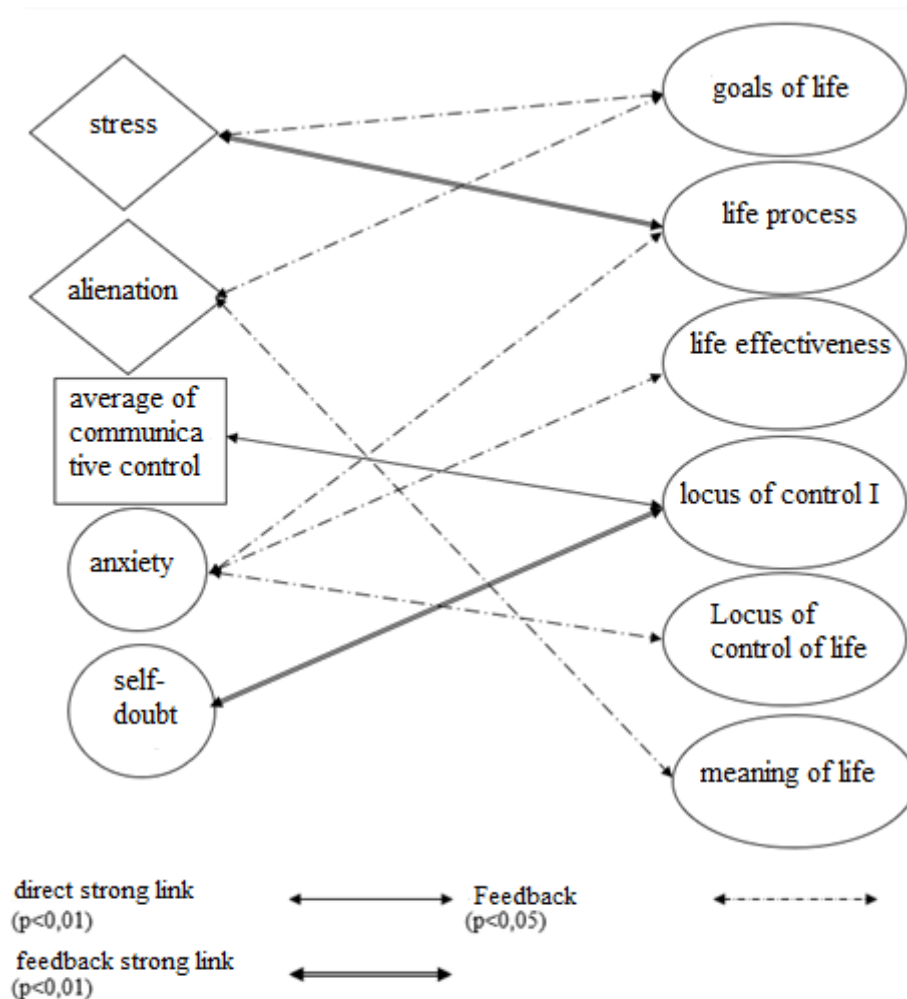 stress
goals of life
life process
alienation
life effectiveness
average of
communica
tive control
locus of control I
anxiety
Locus of
control of life
self-
doubt
meaning of life
direct strong link
(p<0,01)
Feedback
(p<0,05)
feedback strong link
(p<0,01)